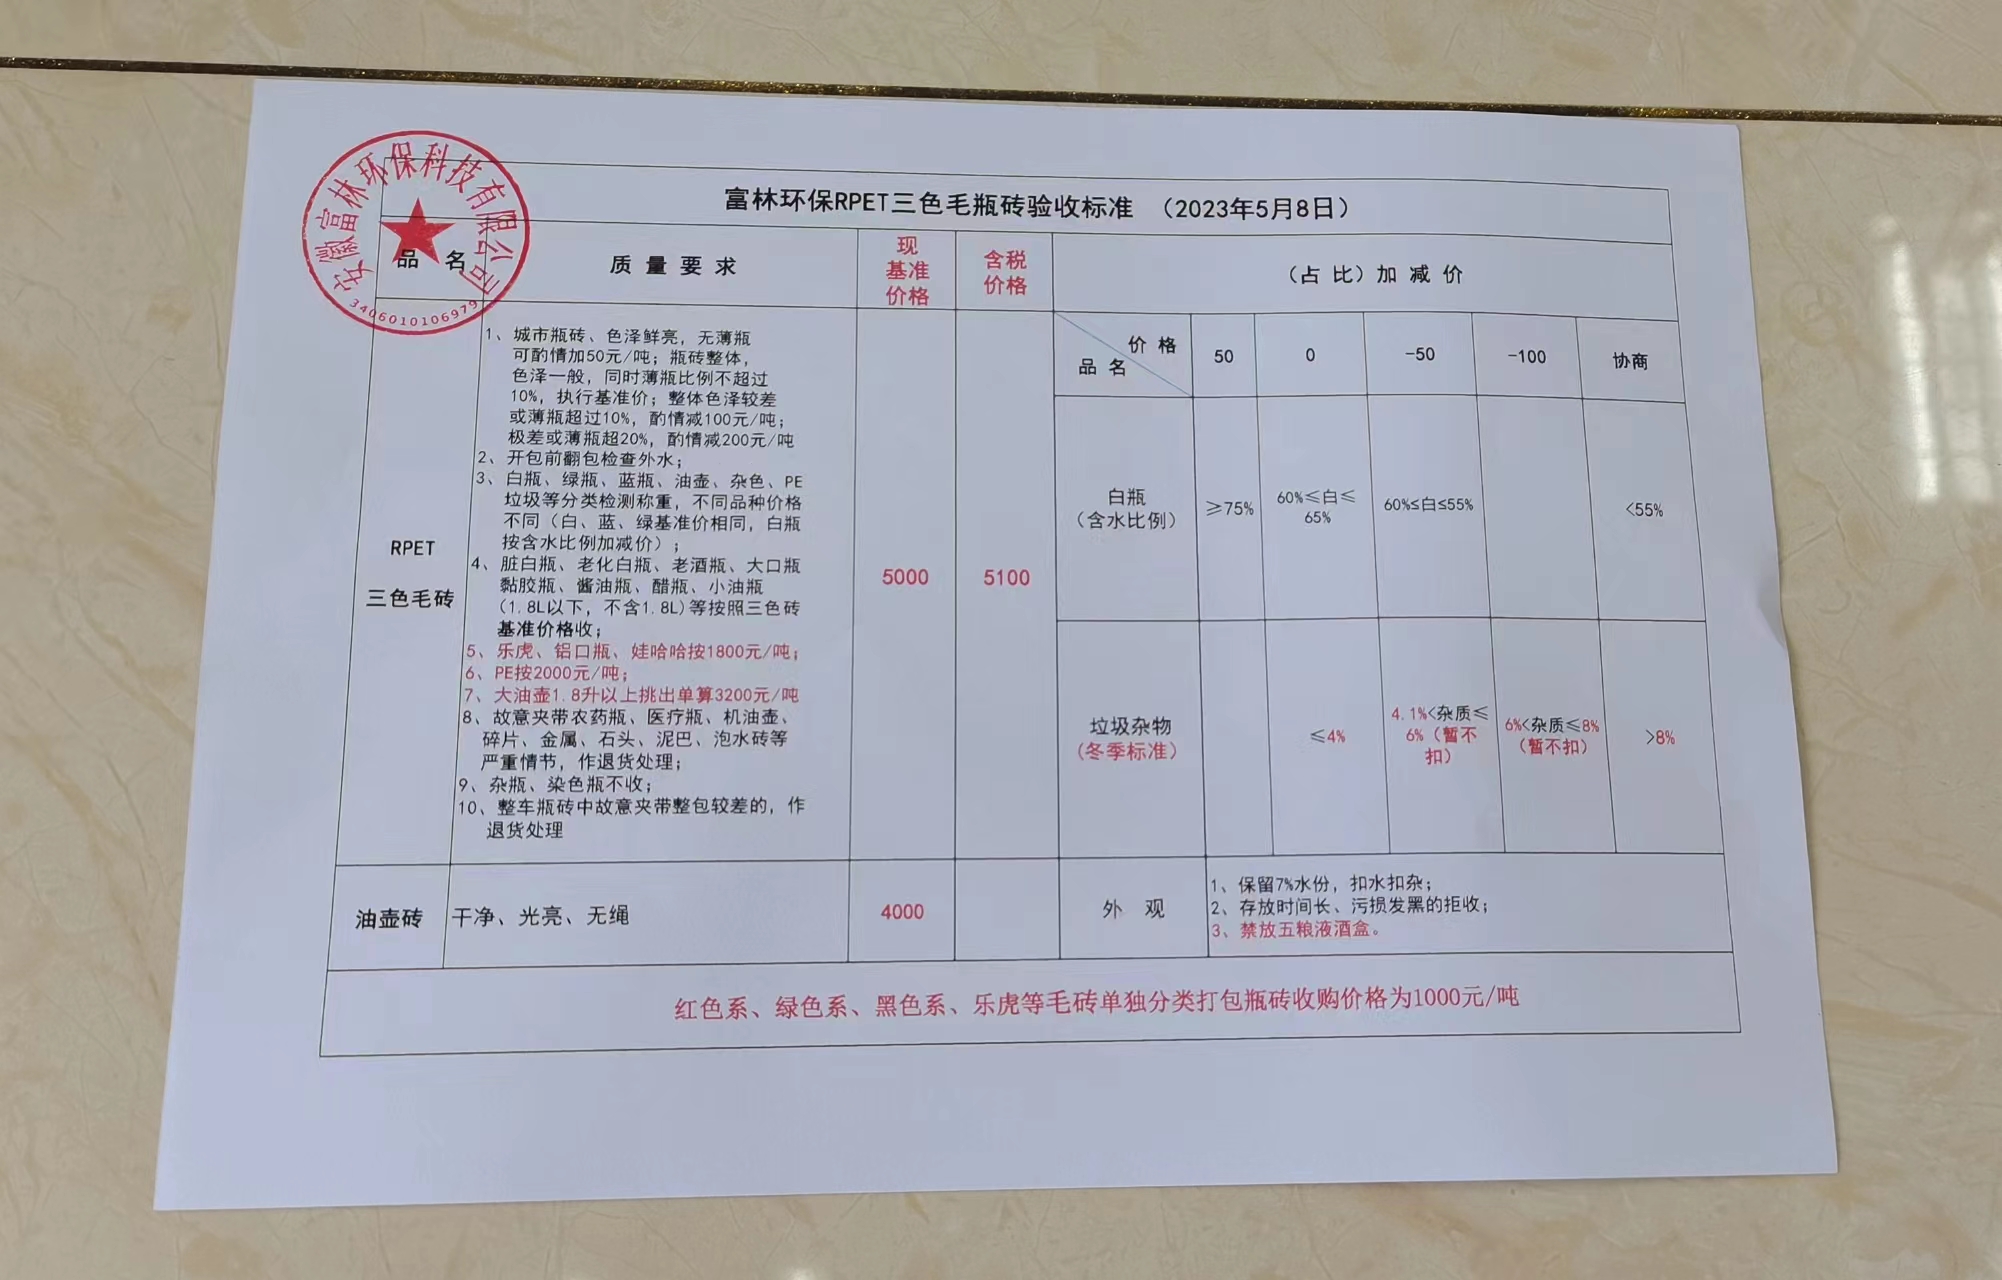 安徽富林环保科技有限公司
3406010106979
富林环保RPET三色毛瓶砖验收标准 （2023年5月8日）
品 名
质 量 要 求
现
基准
价格
含税
价格
（占 比）加 减 价
RPET
三色毛砖
1、城市瓶砖、色泽鲜亮，无薄瓶
可酌情加50元/吨；瓶砖整体，
色泽一般，同时薄瓶比例不超过
10%，执行基准价；整体色泽较差
或薄瓶超过10%，酌情减100元/吨；
极差或薄瓶超20%，酌情减200元/吨
2、开包前翻包检查外水；
3、白瓶、绿瓶、蓝瓶、油壶、杂色、PE
垃圾等分类检测称重，不同品种价格
不同（白、蓝、绿基准价相同，白瓶
按含水比例加减价）；
4、脏白瓶、老化白瓶、老酒瓶、大口瓶
黏胶瓶、酱油瓶、醋瓶、小油瓶
（1.8L以下，不含1.8L)等按照三色砖
基准价格收；
5、乐虎、铝口瓶、娃哈哈按1800元/吨；
6、PE按2000元/吨；
7、大油壶1.8升以上挑出单算3200元/吨
8、故意夹带农药瓶、医疗瓶、机油壶、
碎片、金属、石头、泥巴、泡水砖等
严重情节，作退货处理；
9、杂瓶、染色瓶不收；
10、整车瓶砖中故意夹带整包较差的，作
退货处理
5000
5100
价 格
品 名
50
0
-50
-100
协商
白瓶
（含水比例）
≥75%
60%≤白≤
65%
60%≤白≤55%
<55%
垃圾杂物
（冬季标准）
≤4%
4.1%<杂质≤
6%（暂不
扣）
6%<杂质≤8%
（暂不扣）
>8%
油壶砖
干净、光亮、无绳
4000
外 观
1、保留7%水份，扣水扣杂；
2、存放时间长、污损发黑的拒收；
3、禁放五粮液酒盒。
红色系、绿色系、黑色系、乐虎等毛砖单独分类打包瓶砖收购价格为1000元/吨